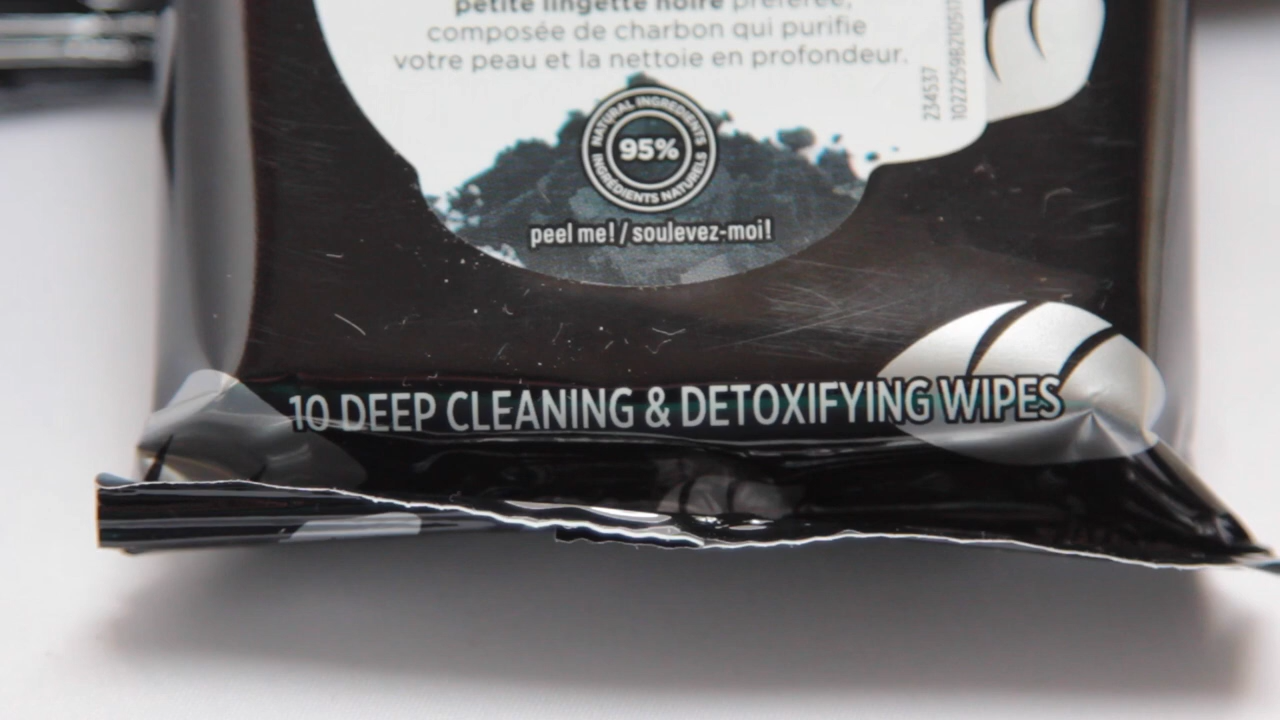 petite lingette noire préférée,
composée de charbon qui purifie
votre peau et la nettoie en profondeur.
234537
NATURAL INGREDIENTS
95%
INGRÉDIENTS NATURELS
peel me! / soulevez-moi!
10 DEEP CLEANING & DETOXIFYING WIPES